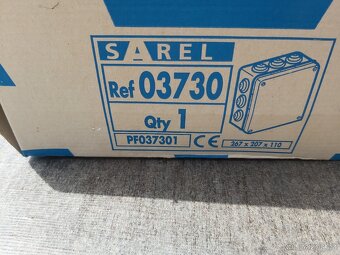 SAREL
Ref 03730
Qty 1
PF037301 CE
267 x 207 x 110